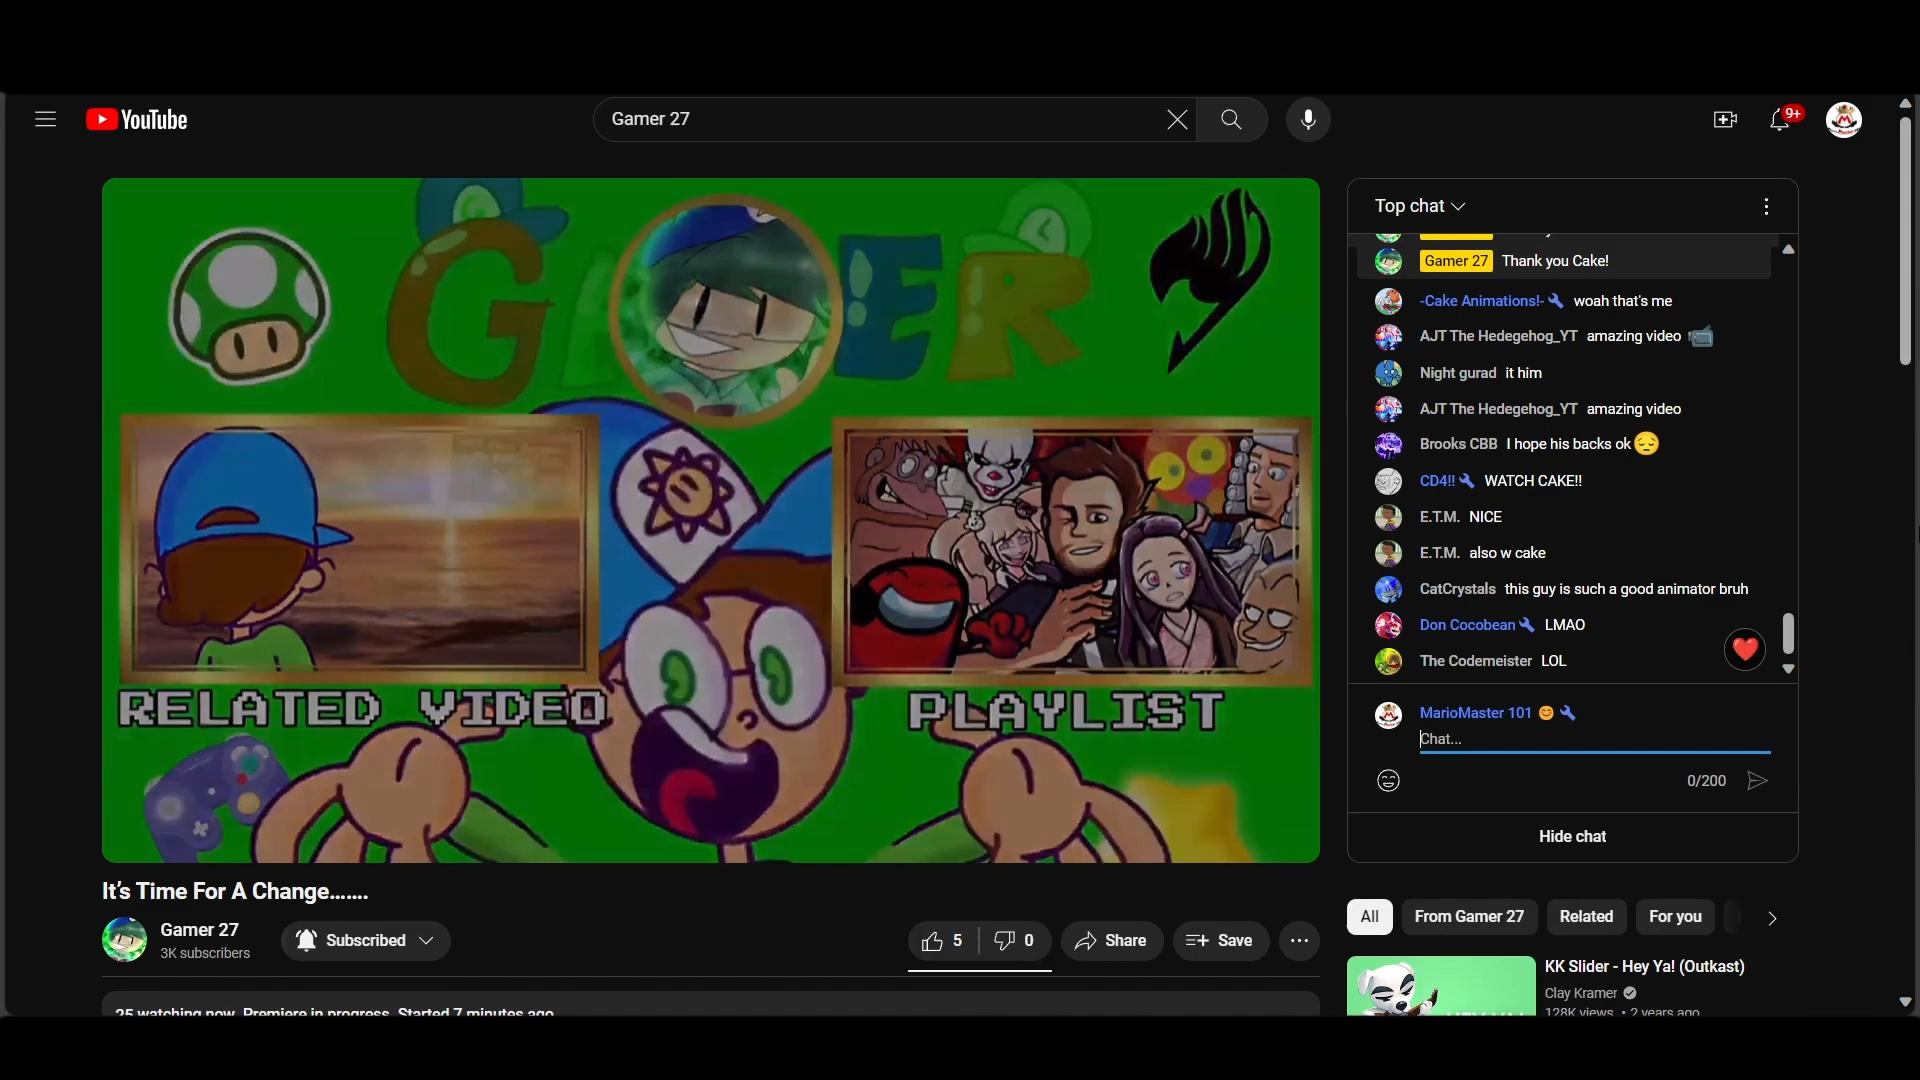 YouTube
Gamer 27
9+
G
L
GAMER
RELATED VIDEO
PLAYLIST
Top chat
Gamer 27 Thank you Cake!
-Cake Animations!- woah that's me
AJT The Hedegehog_YT amazing video
Night gurad it him
AJT The Hedegehog_YT amazing video
Brooks CBB I hope his backs ok
CD4!! WATCH CAKE!!
E.T.M. NICE
E.T.M. also w cake
CatCrystals this guy is such a good animator bruh
Don Cocobean LMAO
The Codemeister LOL
MarioMaster 101
Chat...
0/200
Hide chat
It's Time For A Change.......
Gamer 27
3K subscribers
Subscribed
5
0
Share
Save
25 watching now Premiere in progress. Started 7 minutes ago
All
From Gamer 27
Related
For you
KK Slider - Hey Ya! (Outkast)
Clay Kramer
128K views • 2 years ago